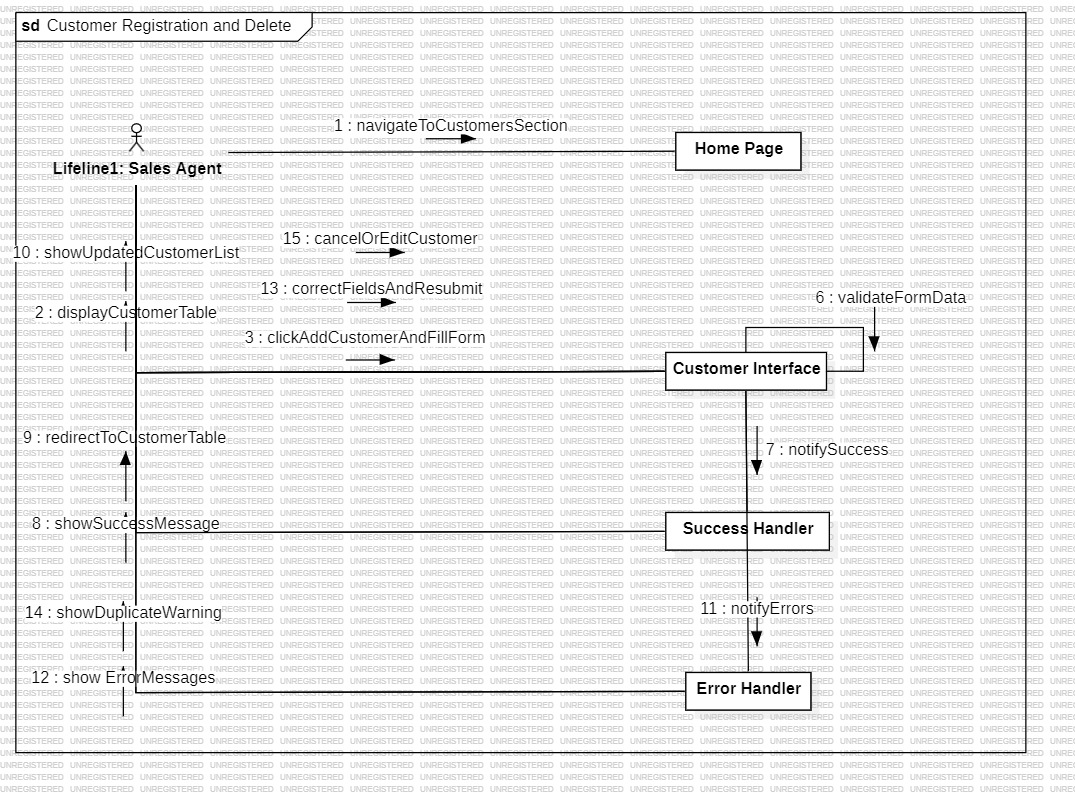 sd Customer Registration and Delete
1 : navigateToCustomersSection
Home Page
Lifeline1: Sales Agent
15 : cancelOrEditCustomer
10 : showUpdatedCustomerList
13 : correctFieldsAndResubmit
6 : validateFormData
2 : displayCustomerTable
3 : clickAddCustomerAndFillForm
Customer Interface
9 : redirectToCustomerTable
7 : notifySuccess
8 : showSuccessMessage
Success Handler
14 : showDuplicateWarning
11 : notifyErrors
12 : show ErrorMessages
Error Handler
UNREGISTERED